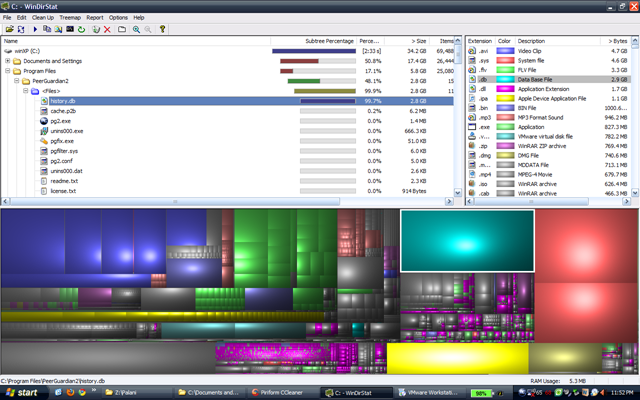 C: - WinDirStat
File Edit Clean Up Treemap Report Options Help
Name Subtree Percentage Perce... > Size Items
winXP (C:) [2:33 s] 34.2 GB 69,488
Documents and Settings 50.8% 17.4 GB 26,444
Program Files 17.1% 5.8 GB 25,080
PeerGuardian2 48.1% 2.8 GB 15
<Files> 99.9% 2.8 GB 11
history.db 99.7% 2.8 GB
cache.p2b 0.2% 6.2 MB
pg2.exe 0.0% 1.4 MB
unins000.exe 0.0% 666.3 KB
pgfix.exe 0.0% 51.0 KB
pgfilter.sys 0.0% 6.0 KB
pg2.conf 0.0% 5.0 KB
unins000.dat 0.0% 2.6 KB
readme.txt 0.0% 2.3 KB
license.txt 0.0% 914 Bytes
Extension Color Description > Bytes
.avi Video Clip 4.7 GB
.sys System file 4.6 GB
.flv FLV File 5.3 GB
.db Data Base File 2.9 GB
.dll Application Extension 1.7 GB
.ipa Apple Device Application File 1.1 GB
.bin BIN File 1000.6...
.mp3 MP3 Format Sound 946.2 MB
.exe Application 827.3 MB
.v... VMware virtual disk file 782.2 MB
.zip WinRAR ZIP archive 769.4 MB
.dmg DMG File 740.6 MB
.m... MDDATA File 713.1 MB
.mp4 MPEG-4 Movie 679.7 MB
.iso WinRAR archive 626.4 MB
.cab WinRAR archive 466.3 MB
C:\Program Files\PeerGuardian2\history.db RAM Usage: 5.3 MB
start Z:\Palani C:\Documents and... Piriform CCleaner C: - WinDirStat VMware Workstati... 98% 65 11:52 PM